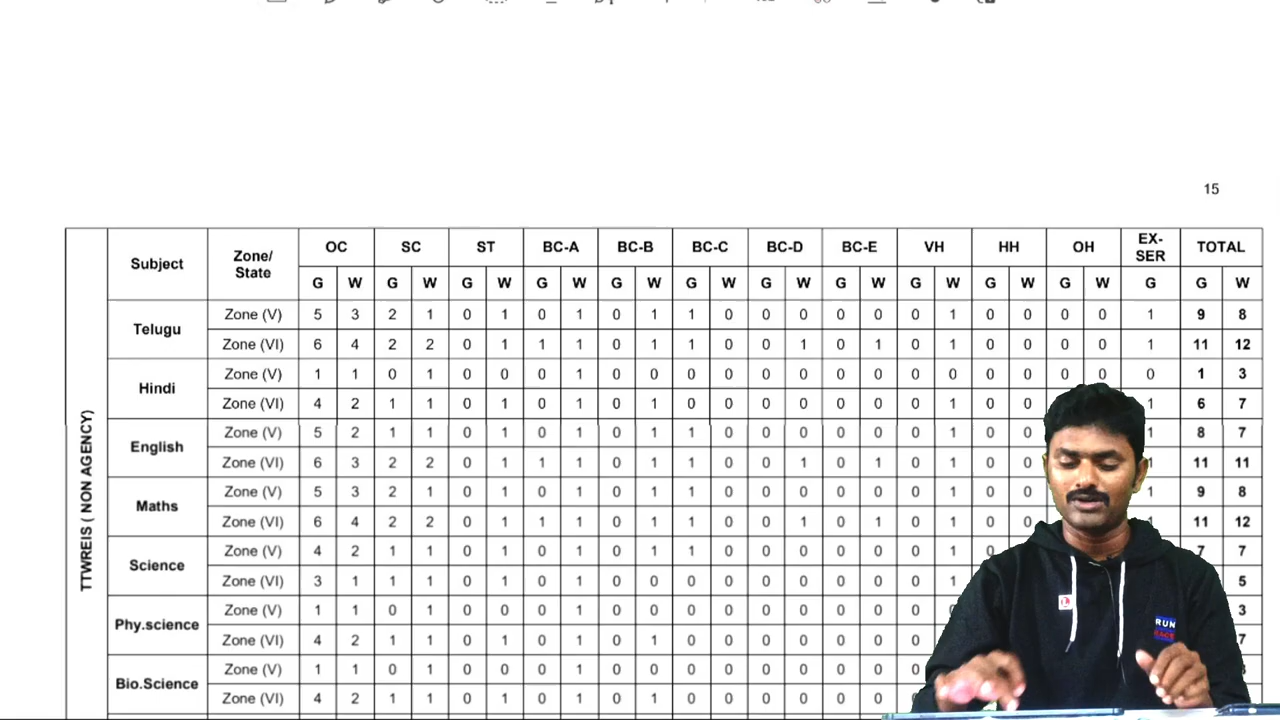 15
TTWREIS ( NON AGENCY)
Subject Zone/ State OC SC ST BC-A BC-B BC-C BC-D BC-E VH HH OH EX-SER TOTAL
G W G W G W G W G W G W G W G W G W G W G W G G W
Telugu Zone (V) 5 3 2 1 0 1 0 1 0 1 1 0 0 0 0 0 0 1 0 0 0 0 1 9 8
Zone (VI) 6 4 2 2 0 1 1 1 0 1 1 0 0 1 0 1 0 1 0 0 0 0 1 11 12
Hindi Zone (V) 1 1 0 1 0 0 0 1 0 0 0 0 0 0 0 0 0 0 0 0 0 0 0 1 3
Zone (VI) 4 2 1 1 0 1 0 1 0 1 0 0 0 0 0 0 0 1 0 0 1 6 7
English Zone (V) 5 2 1 1 0 1 0 1 0 1 1 0 0 0 0 0 0 1 0 0 1 8 7
Zone (VI) 6 3 2 2 0 1 1 1 0 1 1 0 0 1 0 1 0 1 0 0 1 11 11
Maths Zone (V) 5 3 2 1 0 1 0 1 0 1 1 0 0 0 0 0 0 1 0 0 1 9 8
Zone (VI) 6 4 2 2 0 1 1 1 0 1 1 0 0 1 0 1 0 1 0 0 1 11 12
Science Zone (V) 4 2 1 1 0 1 0 1 0 1 1 0 0 0 0 0 0 1 0 0 7 7
Zone (VI) 3 1 1 1 0 1 0 1 0 0 0 0 0 0 0 0 0 1 5
Phy.science Zone (V) 1 1 0 1 0 0 0 1 0 0 0 0 0 0 0 0 0 3
Zone (VI) 4 2 1 1 0 1 0 1 0 1 0 0 0 0 0 0 0 7
Bio.Science Zone (V) 1 1 0 1 0 0 0 1 0 0 0 0 0 0 0 0 0
Zone (VI) 4 2 1 1 0 1 0 1 0 1 0 0 0 0 0 0 0
RUN